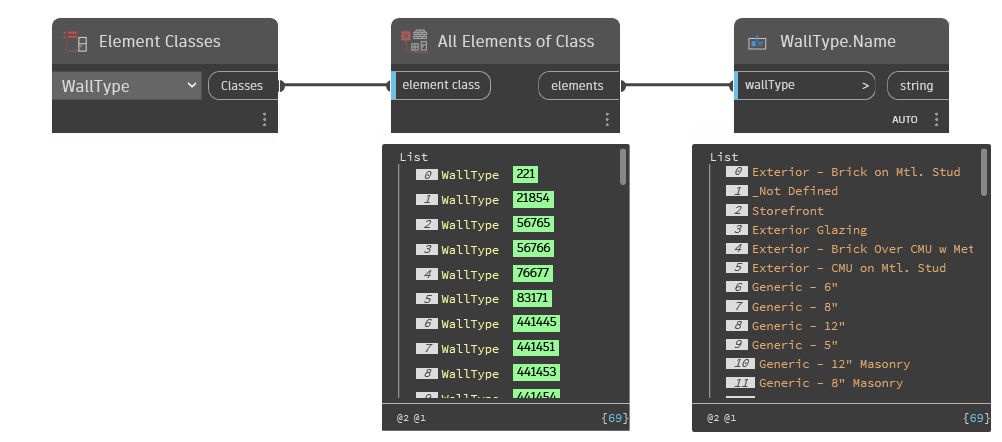 Element Classes
WallType
Classes
All Elements of Class
element class
elements
WallType.Name
wallType >
string
AUTO
List
0 WallType 221
1 WallType 21854
2 WallType 56765
3 WallType 56766
4 WallType 76677
5 WallType 83171
6 WallType 441445
7 WallType 441451
8 WallType 441453
9 WallType 441454
@2 @1 {69}
List
0 Exterior - Brick on Mtl. Stud
1 _Not Defined
2 Storefront
3 Exterior Glazing
4 Exterior - Brick Over CMU w Met
5 Exterior - CMU on Mtl. Stud
6 Generic - 6"
7 Generic - 8"
8 Generic - 12"
9 Generic - 5"
10 Generic - 12" Masonry
11 Generic - 8" Masonry
@2 @1 {69}